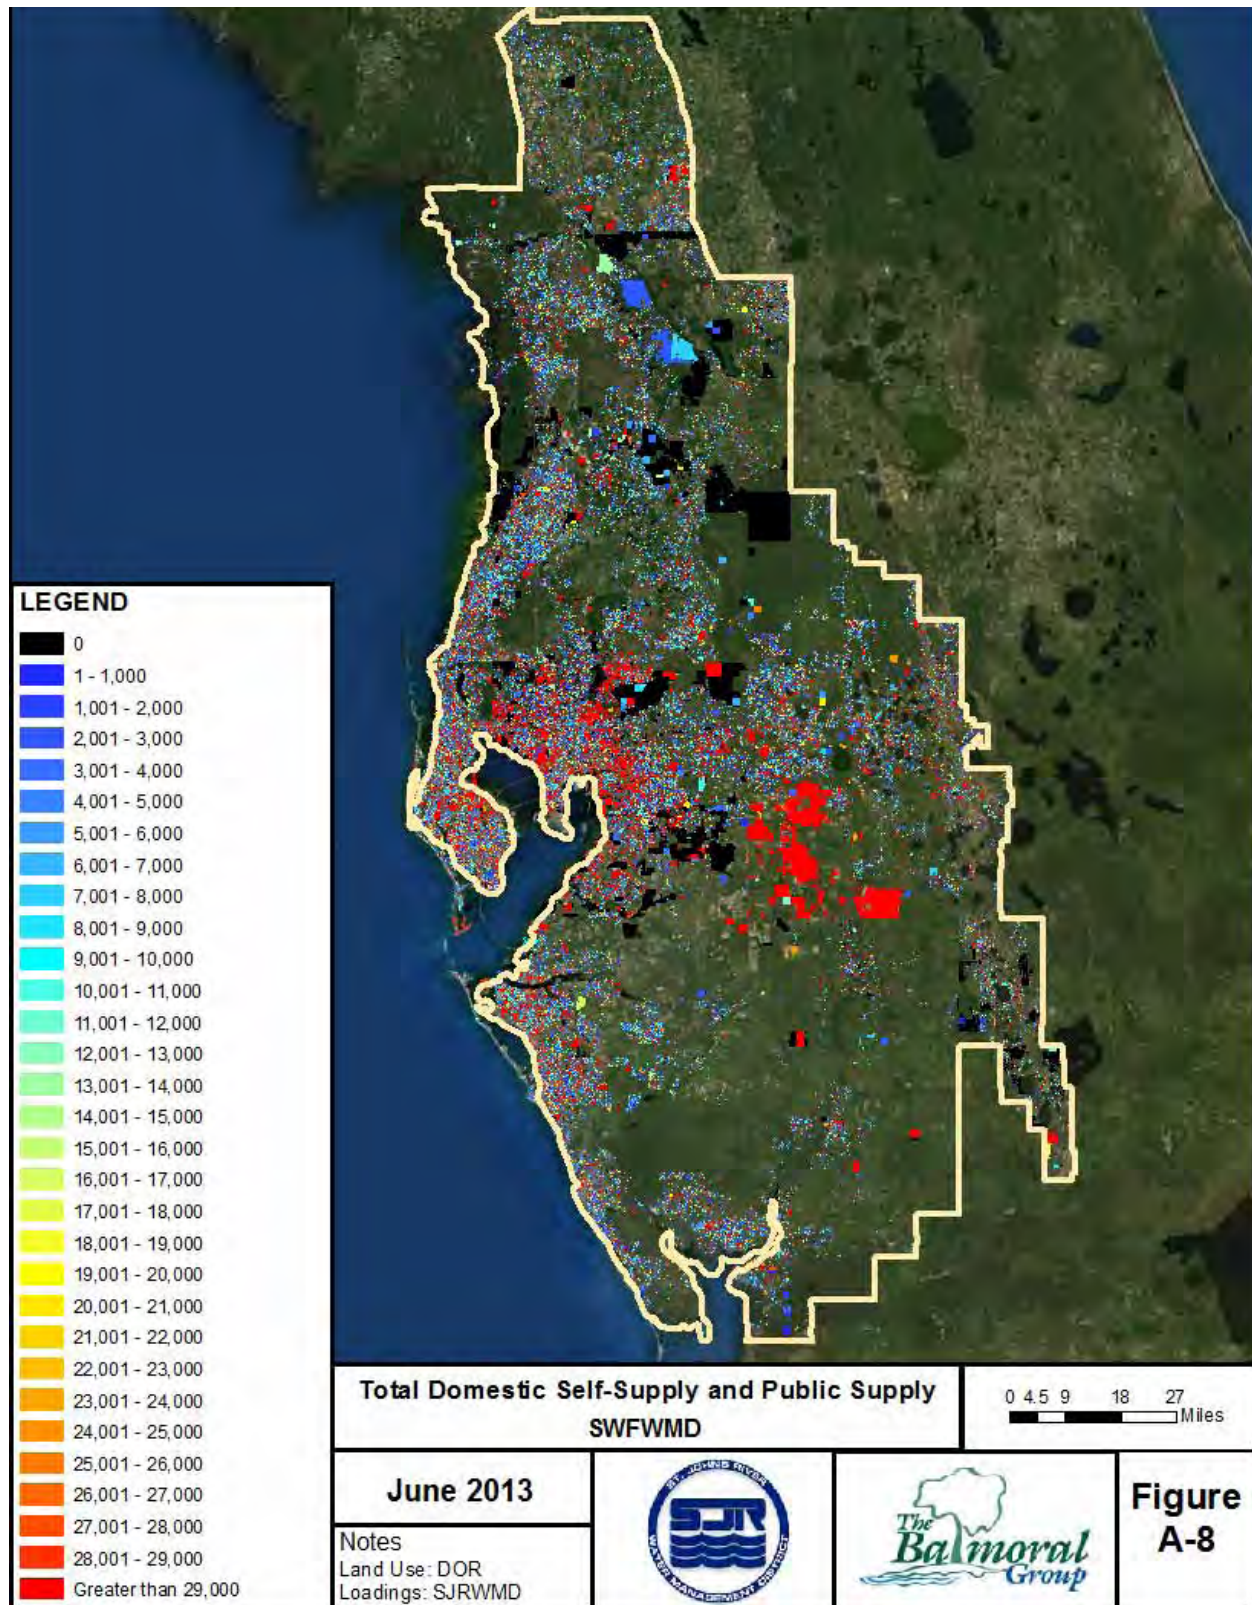 LEGEND
0
1 - 1,000
1,001 - 2,000
2,001 - 3,000
3,001 - 4,000
4,001 - 5,000
5,001 - 6,000
6,001 - 7,000
7,001 - 8,000
8,001 - 9,000
9,001 - 10,000
10,001 - 11,000
11,001 - 12,000
12,001 - 13,000
13,001 - 14,000
14,001 - 15,000
15,001 - 16,000
16,001 - 17,000
17,001 - 18,000
18,001 - 19,000
19,001 - 20,000
20,001 - 21,000
21,001 - 22,000
22,001 - 23,000
23,001 - 24,000
24,001 - 25,000
25,001 - 26,000
26,001 - 27,000
27,001 - 28,000
28,001 - 29,000
Greater than 29,000
Total Domestic Self-Supply and Public Supply
SWFWMD
0 4.5 9 18 27
Miles
June 2013
Notes
Land Use: DOR
Loadings: SJRWMD
ST. JOHNS RIVER
SJR
WATER MANAGEMENT DISTRICT
The
Balmoral
Group
Figure
A-8